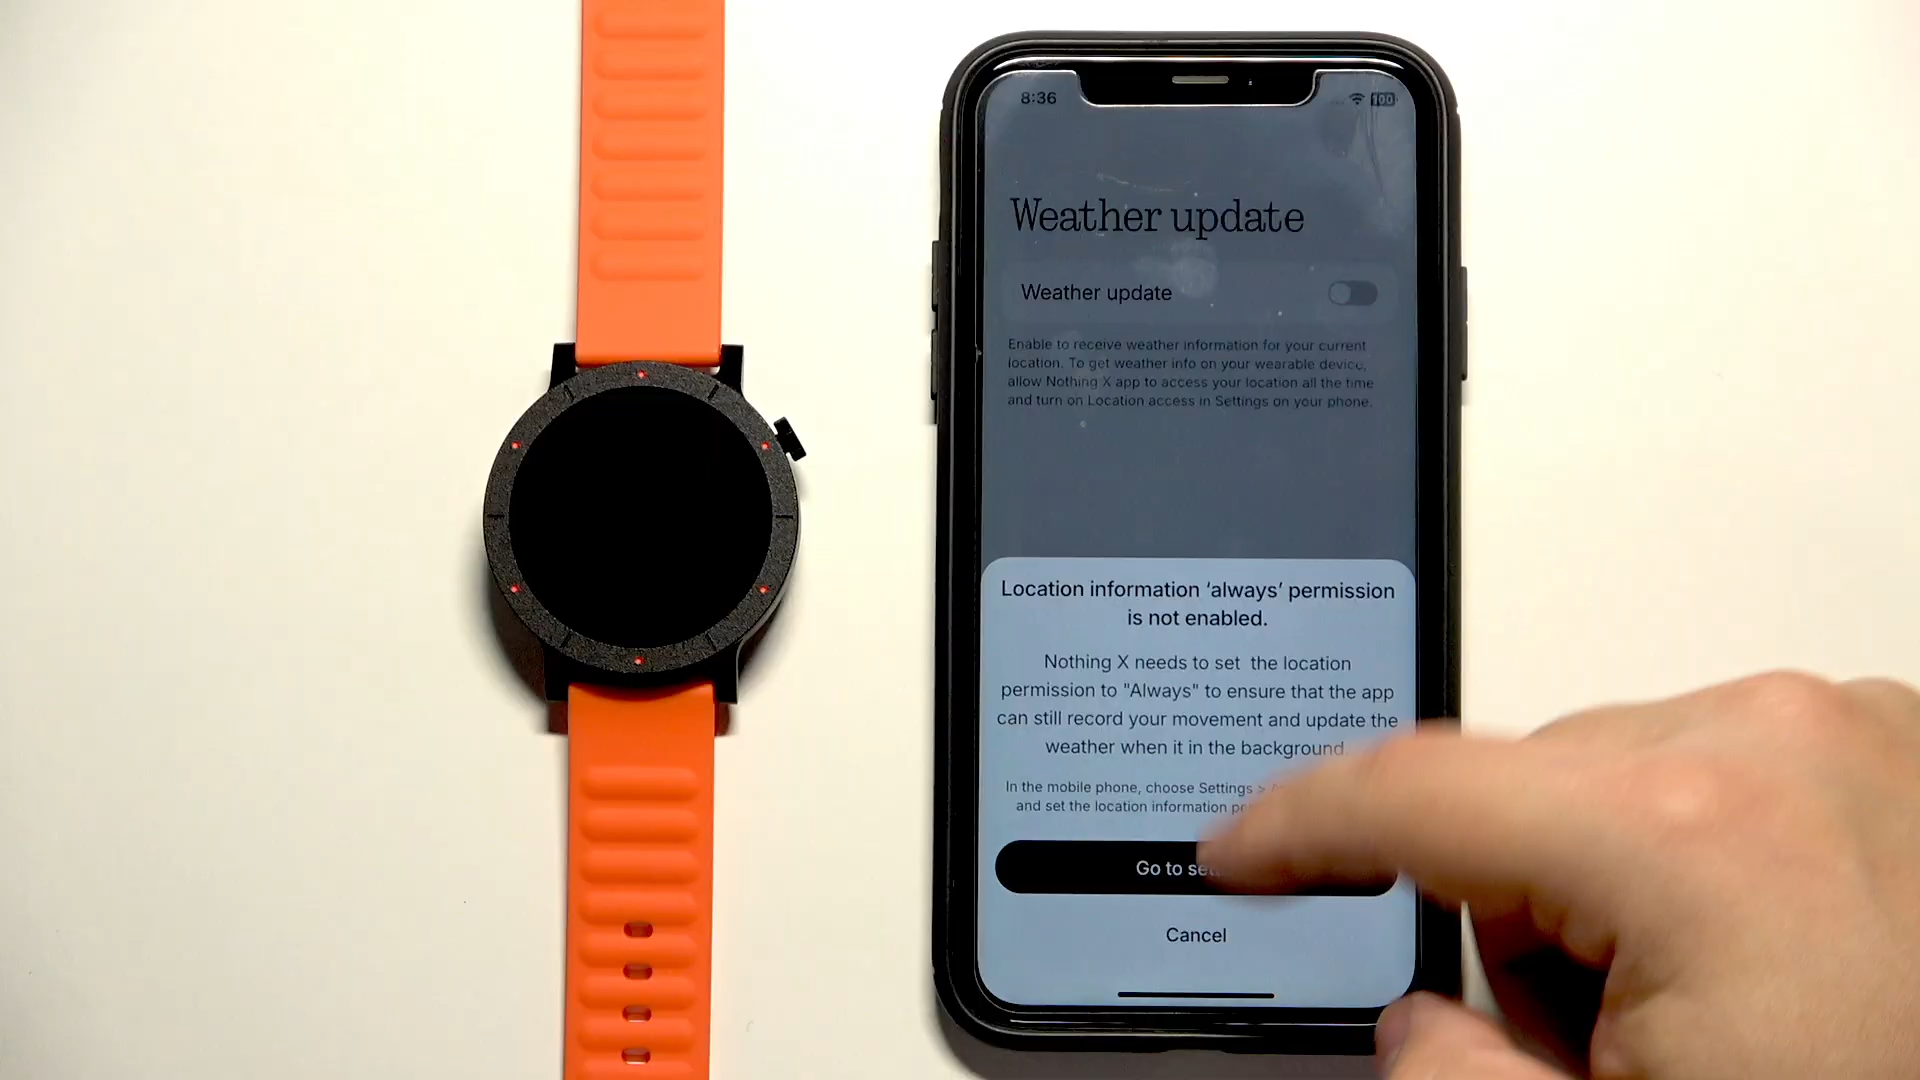 8:36
100
Weather update
Weather update
Enable to receive weather information for your current
location. To get weather info on your wearable device,
allow Nothing X app to access your location all the time
and turn on Location access in Settings on your phone.
Location information ‘always’ permission
is not enabled.
Nothing X needs to set the location
permission to "Always" to ensure that the app
can still record your movement and update the
weather when it in the background.
In the mobile phone, choose Settings >
and set the location information
Go to
Cancel